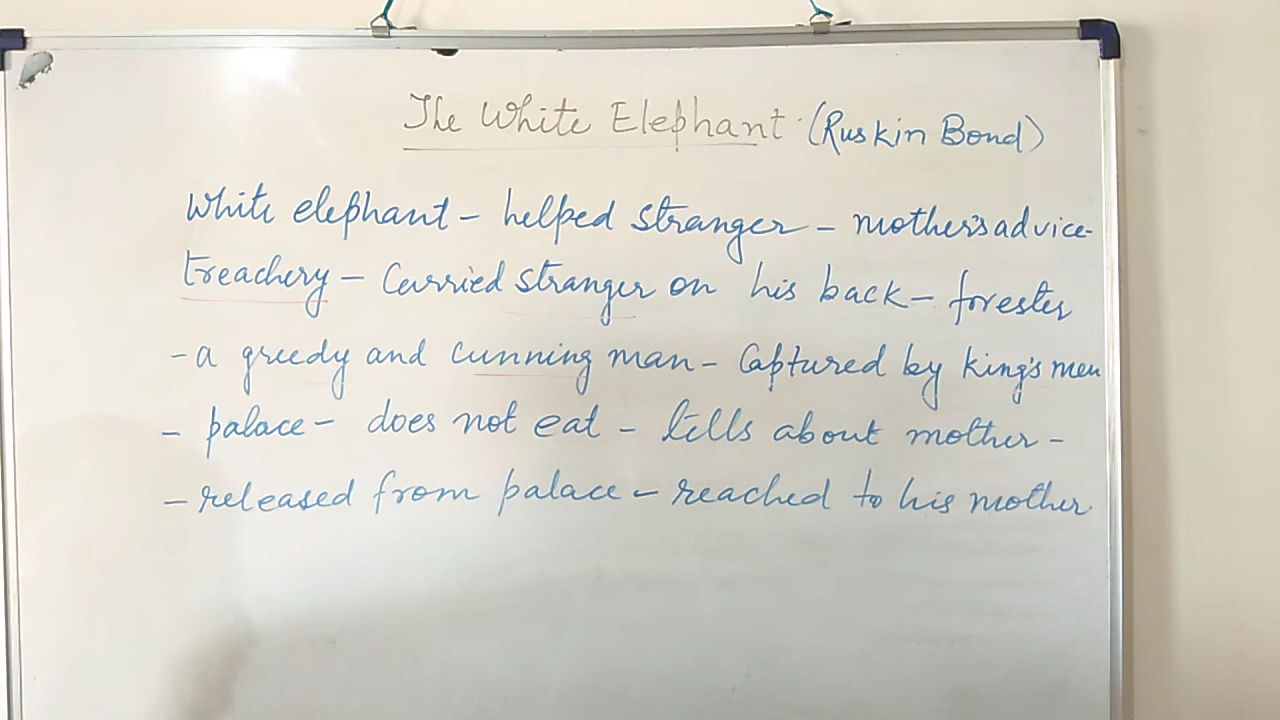 The White Elephant. (Ruskin Bond)
White elephant - helped stranger - mother's advice-
treachery - Carried stranger on his back - forester
- a greedy and cunning man - Captured by King's men
- palace - does not eat - tells about mother -
- released from palace - reached to his mother.